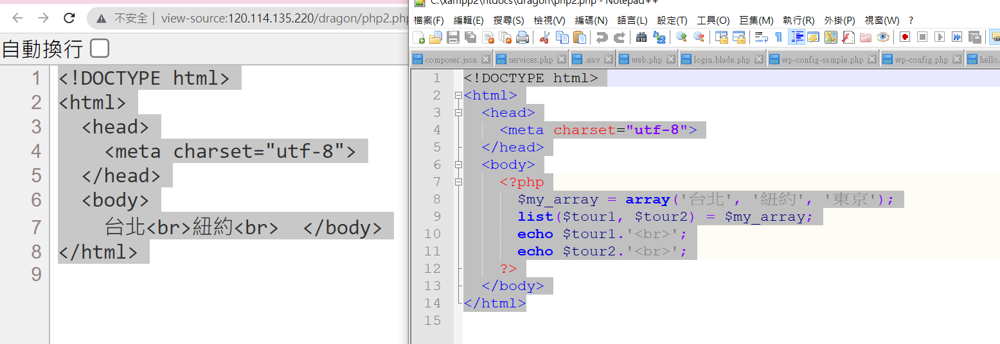 不安全 | view-source:120.114.135.220/dragon/php2.php
自動換行
1 <!DOCTYPE html>
2 <html>
3 <head>
4 <meta charset="utf-8">
5 </head>
6 <body>
7 台北<br>紐約<br> </body>
8 </html>
9
C:\xampp2\htdocs\dragon\php2.php - Notepad++
檔案(F) 編輯(E) 搜尋(S) 檢視(V) 編碼(N) 語言(L) 設定(T) 工具(O) 巨集(M) 執行(R) 外掛(P) 視窗(W) ?
composer.json services.php .env web.php login.blade.php wp-config-sample.php wp-config.php hello.
1 <!DOCTYPE html>
2 <html>
3 <head>
4 <meta charset="utf-8">
5 </head>
6 <body>
7 <?php
8 $my_array = array('台北', '紐約', '東京');
9 list($tour1, $tour2) = $my_array;
10 echo $tour1.'<br>';
11 echo $tour2.'<br>';
12 ?>
13 </body>
14 </html>
15